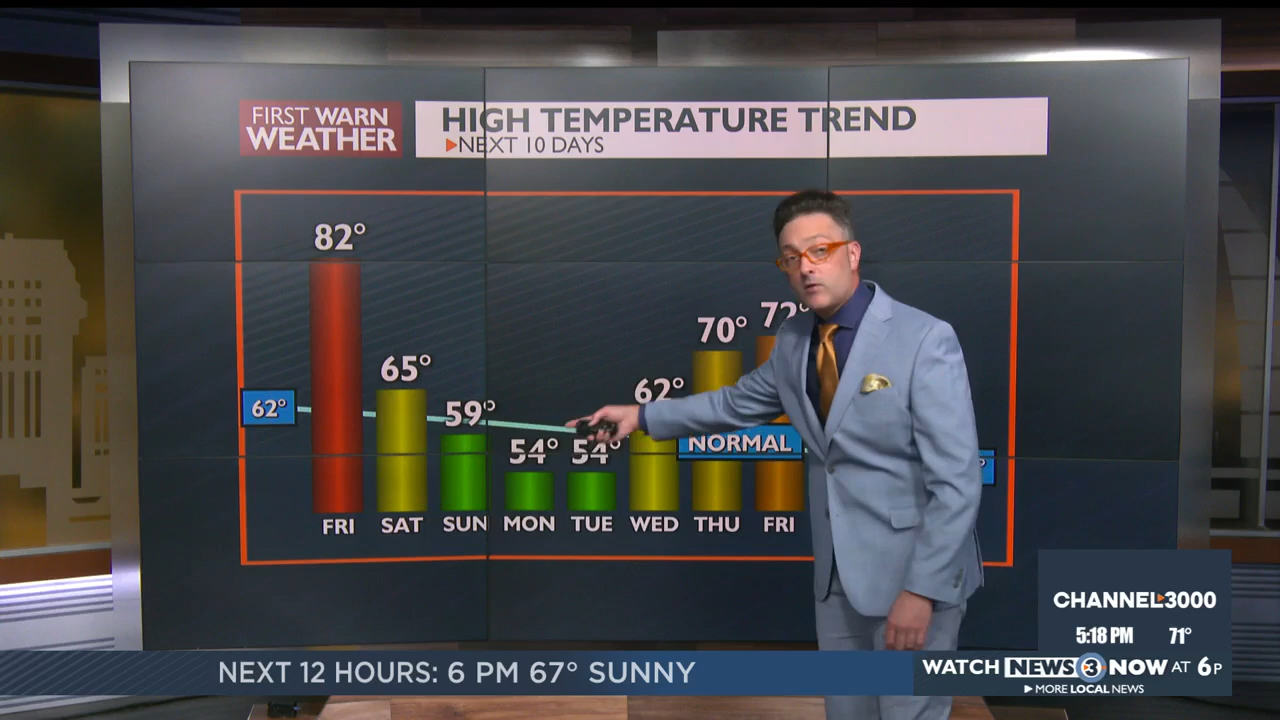 FIRST WARN
WEATHER
HIGH TEMPERATURE TREND
NEXT 10 DAYS
82°
65°
59°
54°
54°
62°
70°
72°
62°
NORMAL
FRI
SAT
SUN
MON
TUE
WED
THU
FRI
CHANNEL3000
5:18 PM 71°
NEXT 12 HOURS: 6 PM 67° SUNNY
WATCH NEWS 3 NOW AT 6P
MORE LOCAL NEWS